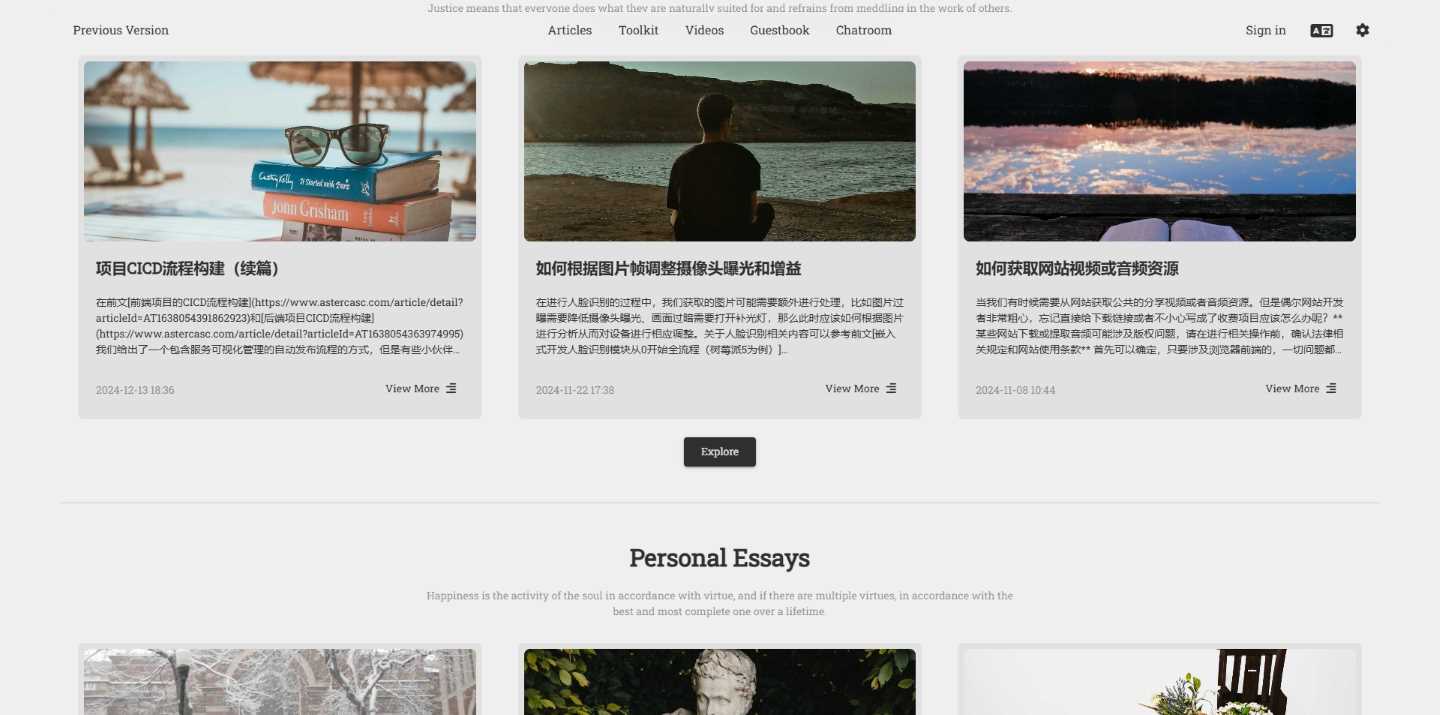 Justice means that everyone does what they are naturally suited for and refrains from meddling in the work of others.
Previous Version
Articles
Toolkit
Videos
Guestbook
Chatroom
Sign in
It Started with Paris
John Grisham
项目CICD流程构建（续篇）
在前文[前端项目的CICD流程构建](https://www.astercasc.com/article/detail?
articleId=AT1638054391862923)和[后端项目CICD流程构建]
(https://www.astercasc.com/article/detail?articleId=AT1638054363974995)
我们给出了一个包含服务可视化管理的自动发布流程的方式，但是有些小伙伴...
2024-12-13 18:36
View More
如何根据图片帧调整摄像头曝光和增益
在进行人脸识别的过程中，我们获取的图片可能需要额外进行处理，比如图片过
曝需要降低摄像头曝光、画面过暗需要打开补光灯，那么此时应该如何根据图片
进行分析从而对设备进行相应调整。关于人脸识别相关内容可以参考前文[嵌入
式开发人脸识别模块从0开始全流程（树莓派5为例）]...
2024-11-22 17:38
View More
如何获取网站视频或音频资源
当我们有时候需要从网站获取公共的分享视频或者音频资源。但是偶尔网站开发
者非常粗心，忘记直接给下载链接或者不小心写成了收费项目应该怎么办呢？**
某些网站下载或提取音频可能涉及版权问题，请在进行相关操作前，确认法律相
关规定和网站使用条款** 首先可以确定，只要涉及浏览器前端的，一切问题都...
2024-11-08 10:44
View More
Explore
Personal Essays
Happiness is the activity of the soul in accordance with virtue, and if there are multiple virtues, in accordance with the
best and most complete one over a lifetime.